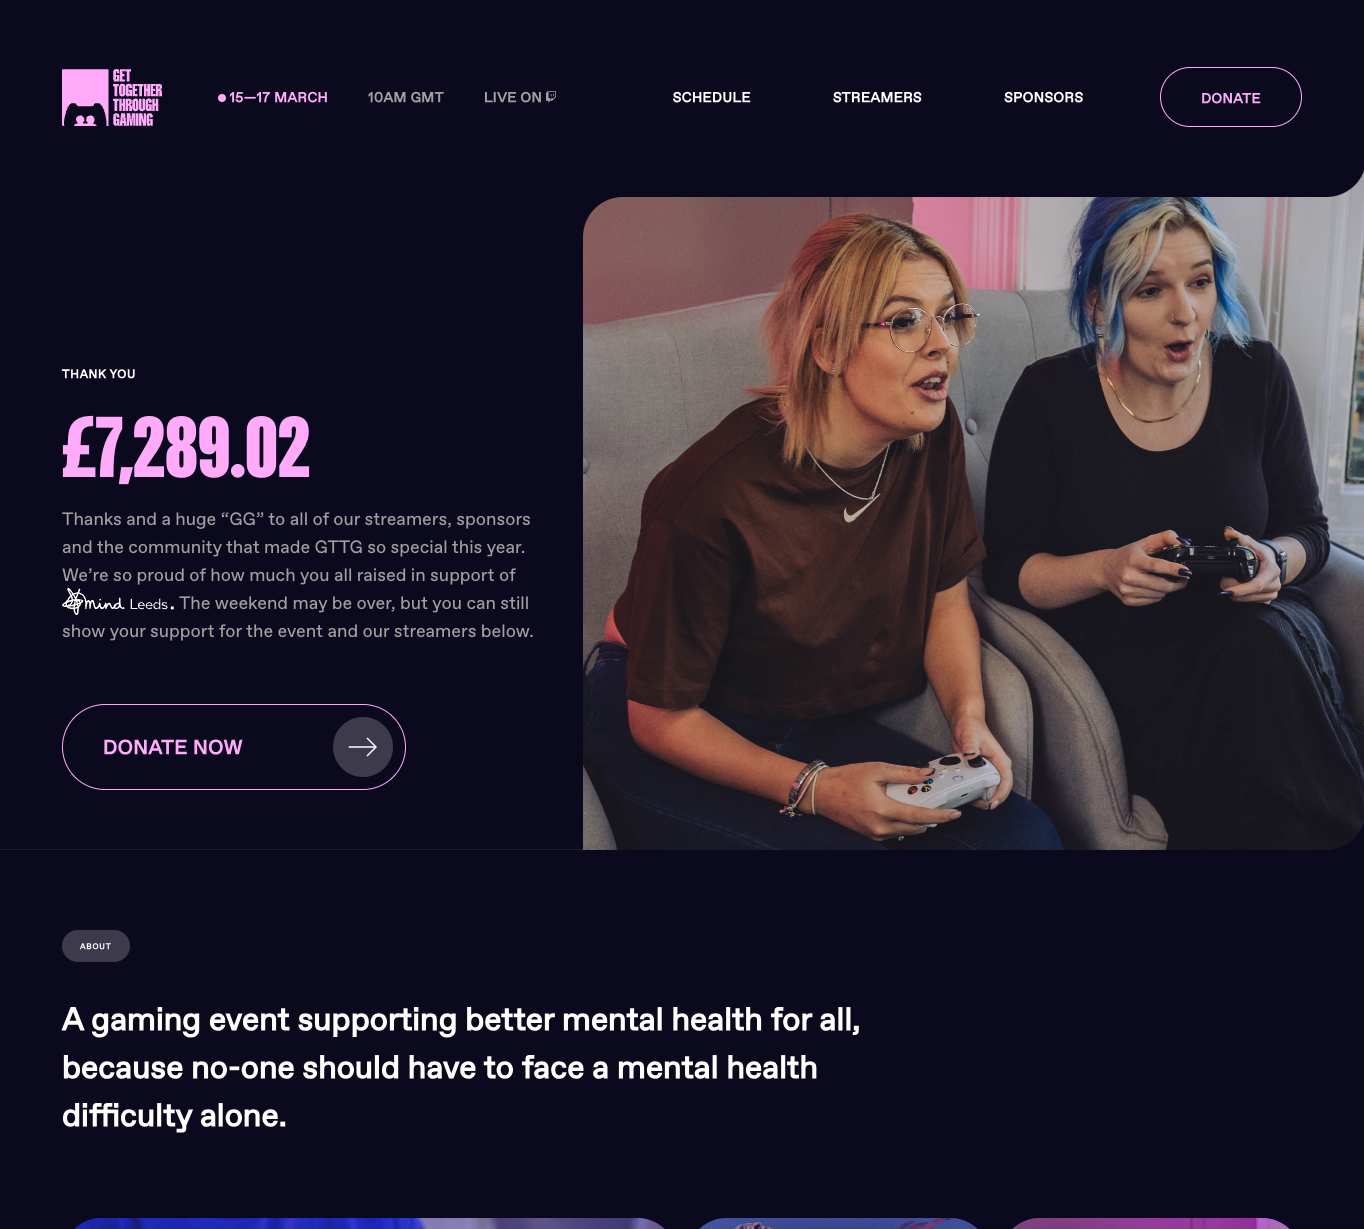 GET
TOGETHER
THROUGH
GAMING
15—17 MARCH
10AM GMT
LIVE ON
SCHEDULE
STREAMERS
SPONSORS
DONATE
THANK YOU
£7,289.02
Thanks and a huge “GG” to all of our streamers, sponsors
and the community that made GTTG so special this year.
We’re so proud of how much you all raised in support of
mind Leeds. The weekend may be over, but you can still
show your support for the event and our streamers below.
DONATE NOW
ABOUT
A gaming event supporting better mental health for all,
because no-one should have to face a mental health
difficulty alone.